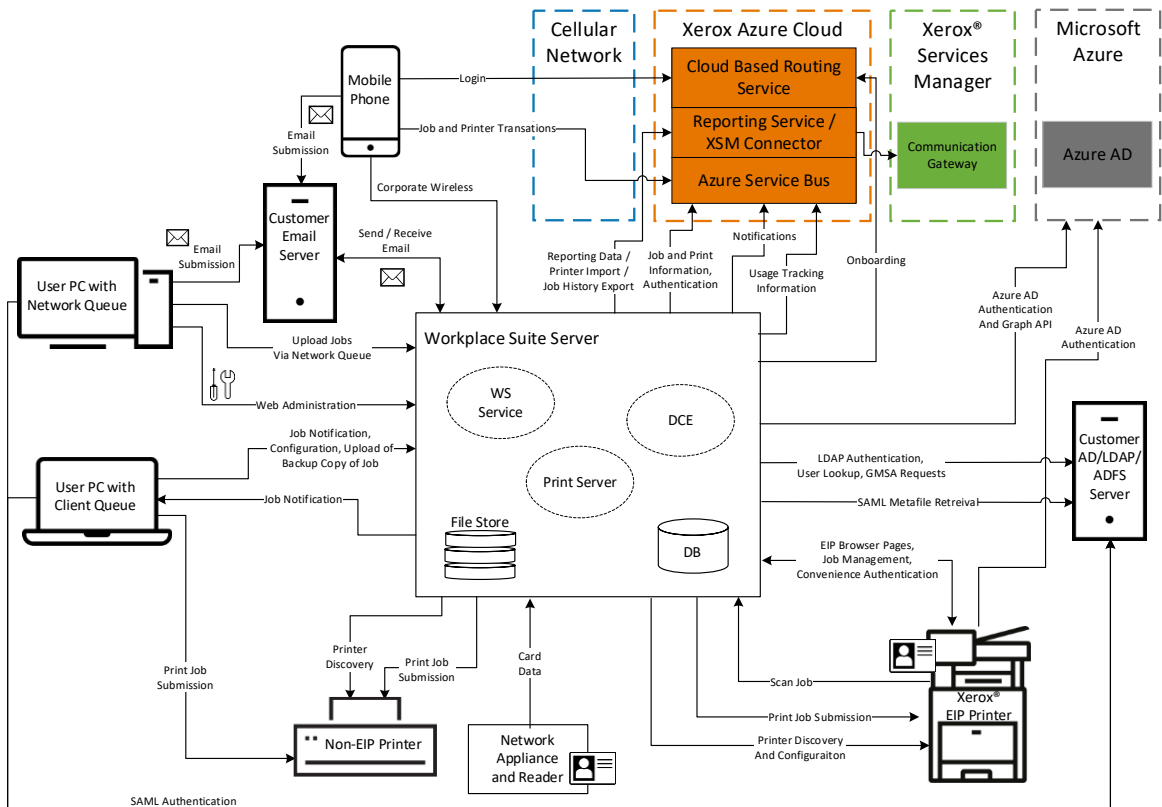 Cellular
Network
Xerox Azure Cloud
Xerox®
Services
Manager
Microsoft
Azure
Mobile
Phone
Login
Cloud Based Routing
Service
Job and Printer Transations
Reporting Service /
XSM Connector
Communication
Gateway
Azure AD
Azure Service Bus
Email
Submission
Corporate Wireless
Customer
Email
Server
Send / Receive
Email
Email
Submission
Reporting Data /
Printer Import /
Job History Export
Job and Print
Information,
Authentication
Notifications
Usage Tracking
Information
Onboarding
User PC with
Network Queue
Azure AD
Authentication
And Graph API
Azure AD
Authentication
Upload Jobs
Via Network Queue
Workplace Suite Server
WS
Service
DCE
Print Server
File Store
DB
Web Administration
Job Notification,
Configuration, Upload of
Backup Copy of Job
User PC with
Client Queue
Job Notification
LDAP Authentication,
User Lookup, GMSA Requests
SAML Metafile Retreival
Customer
AD/LDAP/
ADFS
Server
EIP Browser Pages,
Job Management,
Convenience Authentication
Printer
Discovery
Print Job
Submission
Card
Data
Print Job
Submission
Scan Job
Xerox®
EIP Printer
Print Job Submission
Non-EIP Printer
Network
Appliance
and Reader
Printer Discovery
And Configuraiton
SAML Authentication